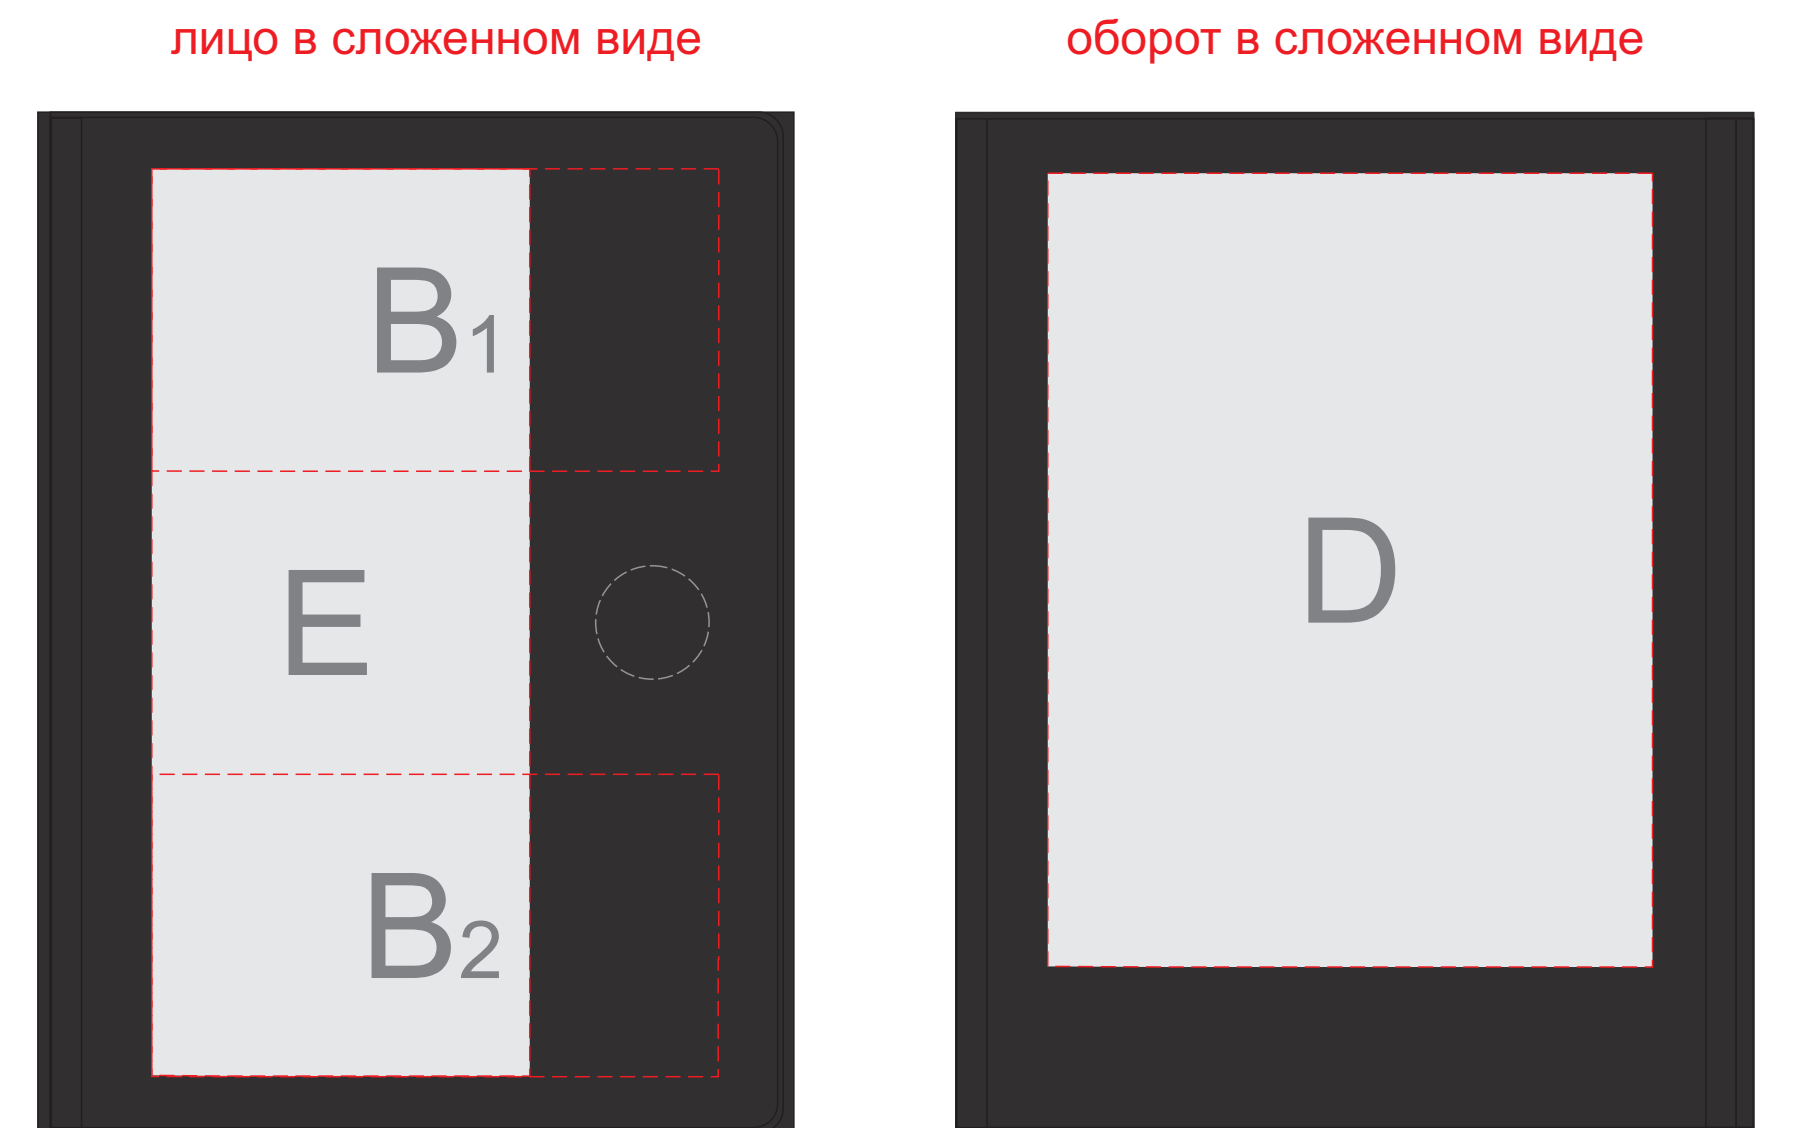 лицо в сложенном виде
оборот в сложенном виде
B1
E
B2
D